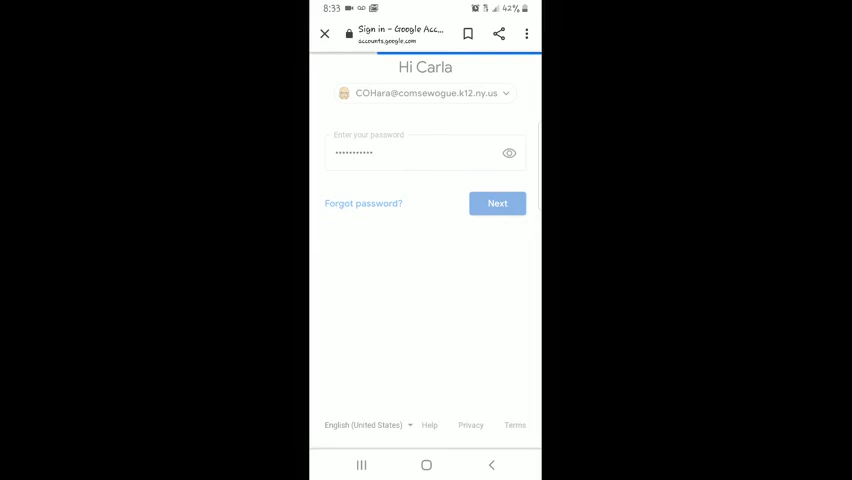 8:33 42%
Sign in - Google Acc...
accounts.google.com
Hi Carla
COHara@comsewogue.k12.ny.us
Enter your password
•••••••••••
Forgot password? Next
English (United States) Help Privacy Terms